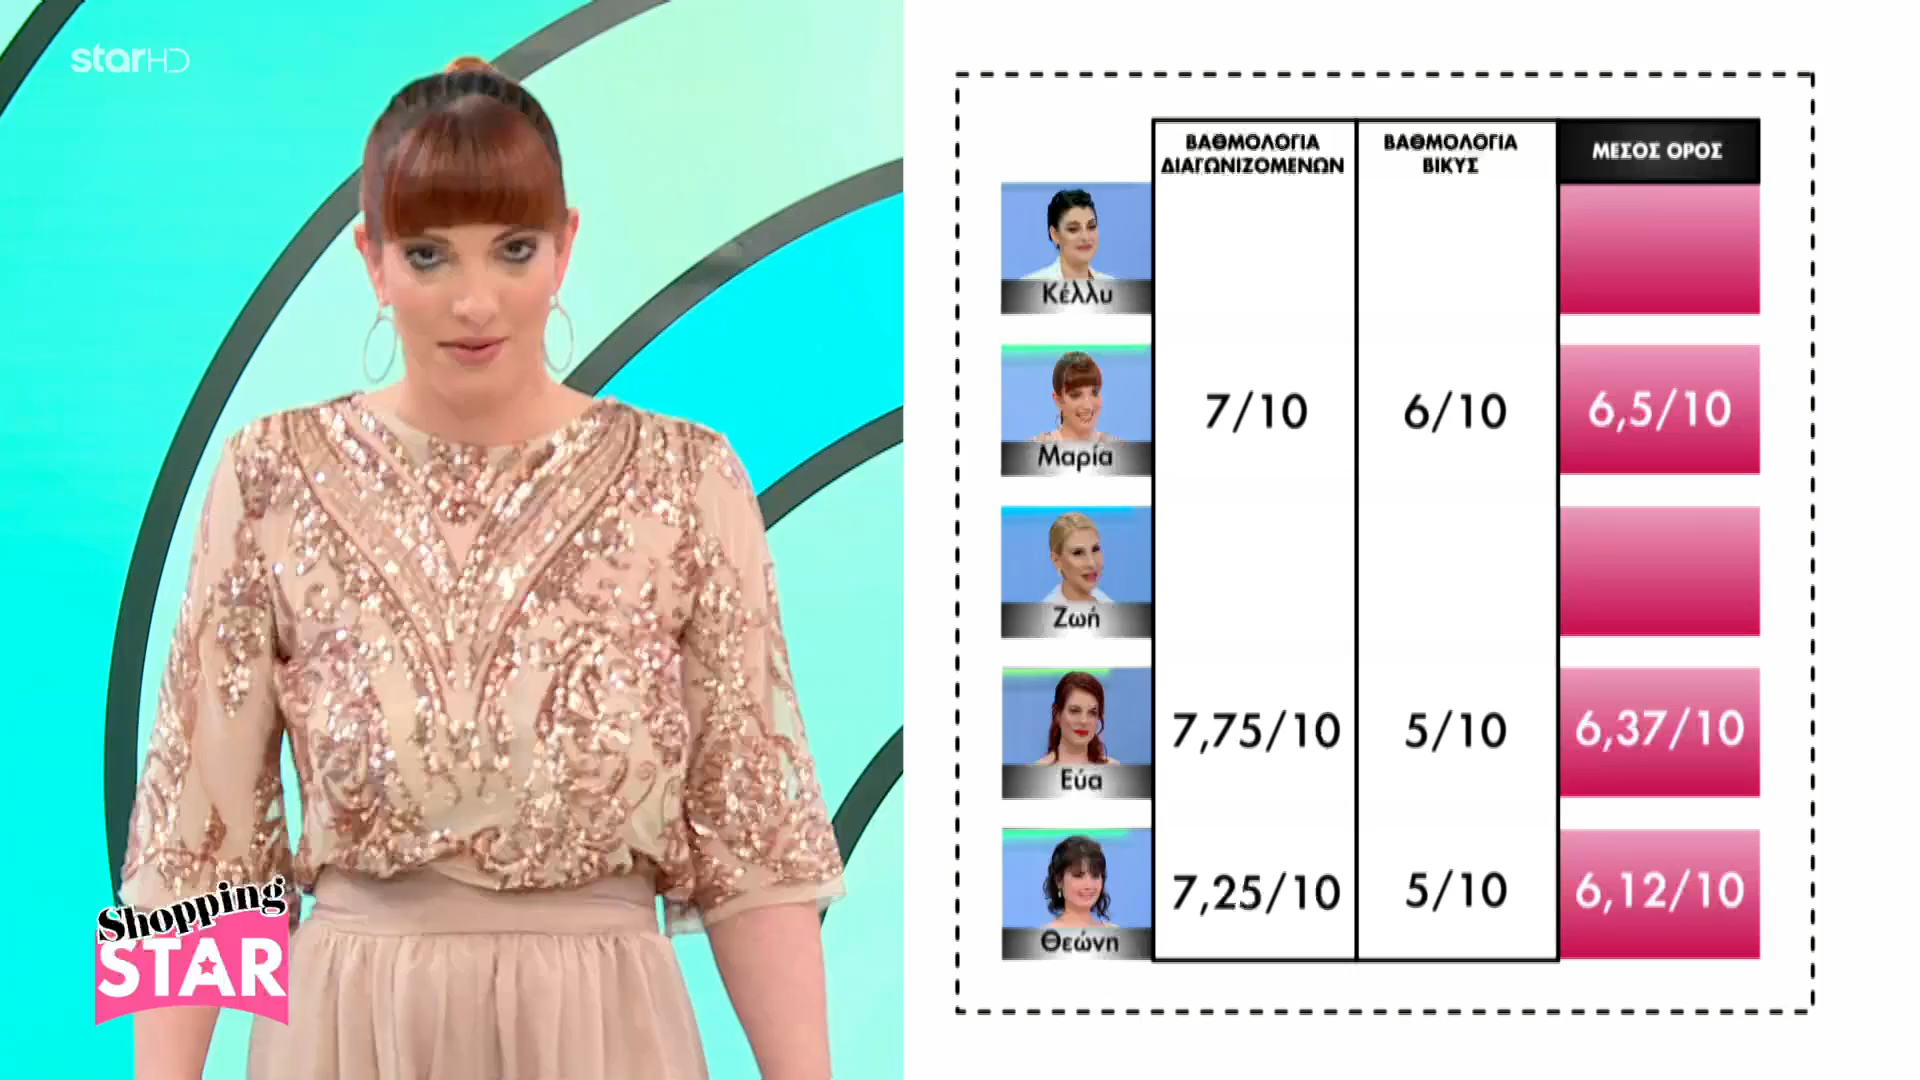 starHD
ΒΑΘΜΟΛΟΓΙΑ
ΔΙΑΓΩΝΙΖΟΜΕΝΩΝ
ΒΑΘΜΟΛΟΓΙΑ
ΒΙΚΥΣ
ΜΕΣΟΣ ΟΡΟΣ
Κέλλυ
Μαρία
7/10
6/10
6,5/10
Ζωή
Εύα
7,75/10
5/10
6,37/10
Θεώνη
7,25/10
5/10
6,12/10
Shopping
STAR